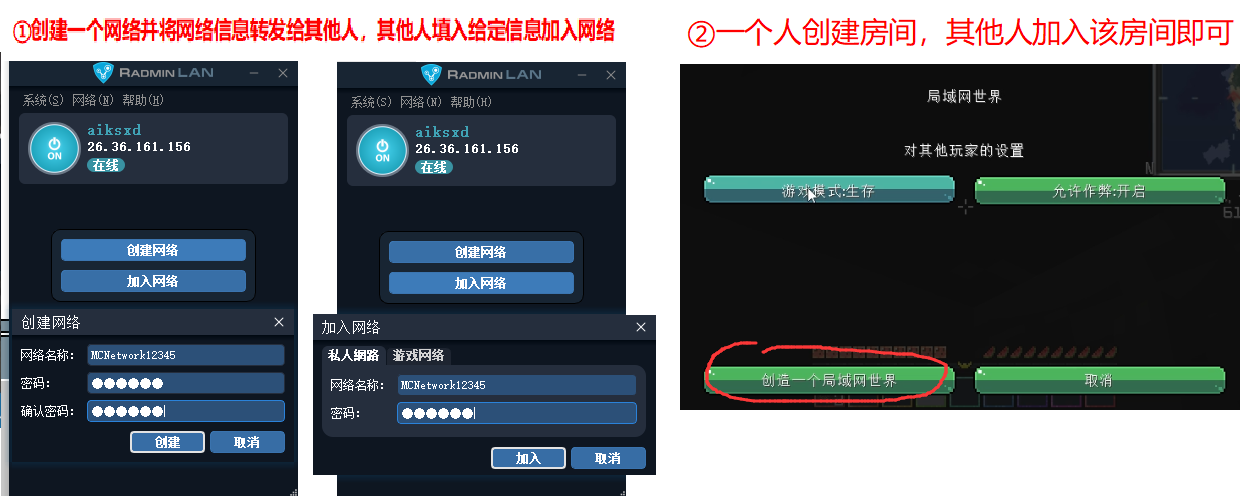 ①创建一个网络并将网络信息转发给其他人，其他人填入给定信息加入网络
RADMIN LAN
系统(S) 网络(N) 帮助(H)
ON
aiksxd
26.36.161.156
在线
创建网络
加入网络
创建网络
网络名称： MCNetwork12345
密码： ●●●●●●
确认密码： ●●●●●●
创建 取消
RADMIN LAN
系统(S) 网络(N) 帮助(H)
ON
aiksxd
26.36.161.156
在线
创建网络
加入网络
加入网络
私人網路 游戏网络
网络名称： MCNetwork12345
密码： ●●●●●●
加入 取消
②一个人创建房间，其他人加入该房间即可
局域网世界
对其他玩家的设置
N
游戏模式:生存 允许作弊:开启
创造一个局域网世界 取消